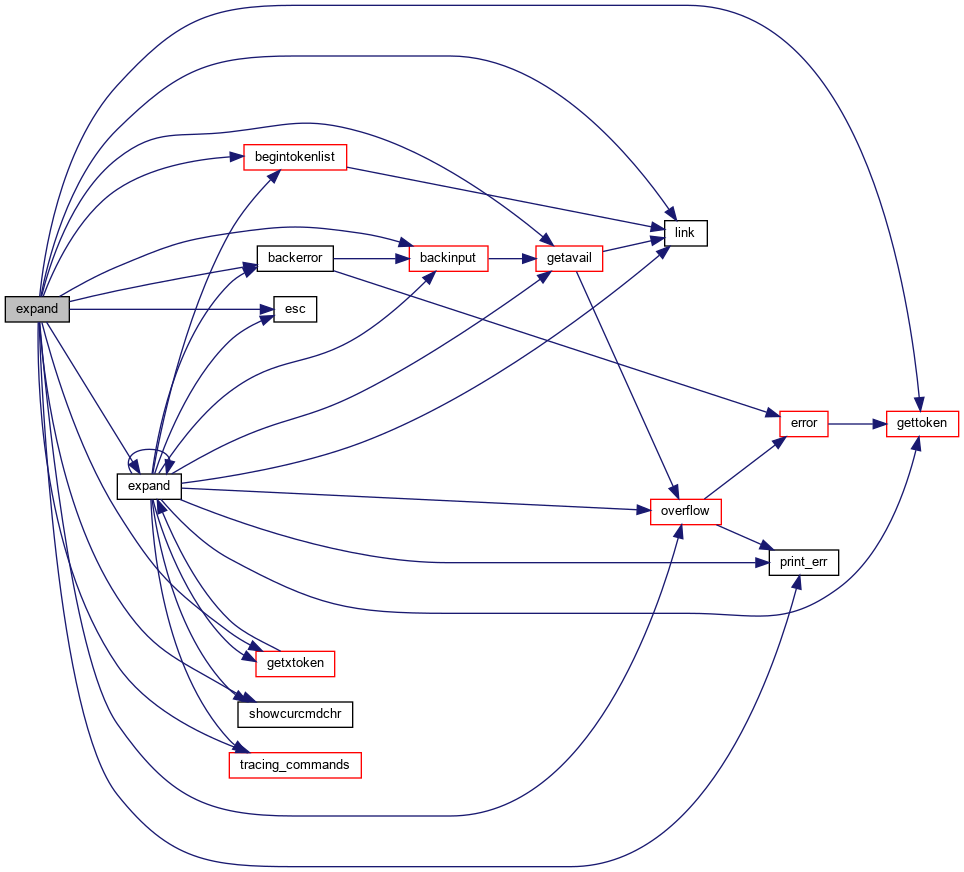 begintokenlist
link
backerror
backinput
getavail
expand
esc
error
gettoken
expand
overflow
print_err
getxtoken
showcurcmdchr
tracing_commands